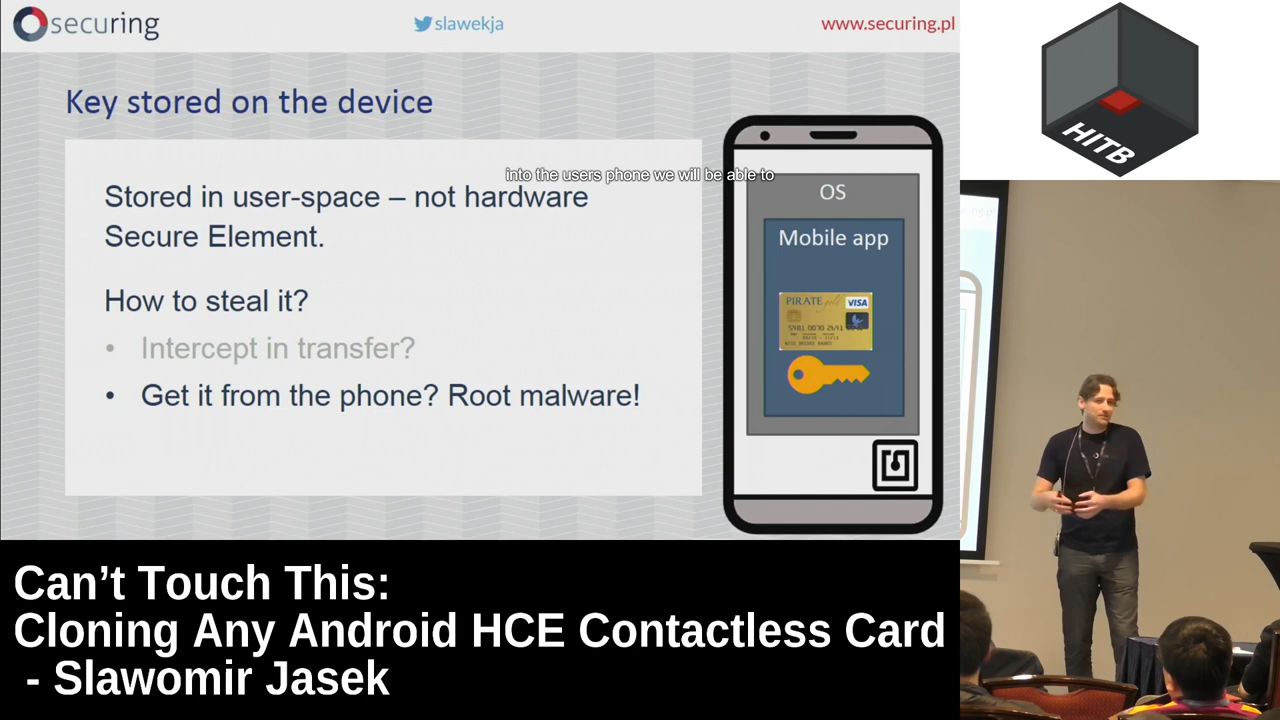 securing
slawekja
www.securing.pl
HITB
Key stored on the device
into the users phone we will be able to
Stored in user-space – not hardware
Secure Element.
How to steal it?
• Intercept in transfer?
• Get it from the phone? Root malware!
OS
Mobile app
PIRATE gold VISA
Can’t Touch This:
Cloning Any Android HCE Contactless Card
- Slawomir Jasek